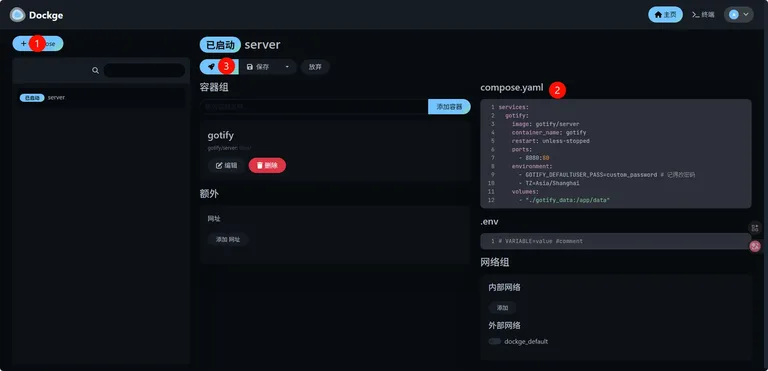 Dockge
主页
终端
1
ose
已启动 server
已启动 server
3
保存
放弃
容器组
添加容器
gotify
gotify/server
编辑
删除
额外
网址
添加 网址
compose.yaml 2
1 services:
2 gotify:
3 image: gotify/server
4 container_name: gotify
5 restart: unless-stopped
6 ports:
7 - 8080:80
8 environment:
9 - GOTIFY_DEFAULTUSER_PASS=custom_password # 记得改密码
10 - TZ=Asia/Shanghai
11 volumes:
12 - "./gotify_data:/app/data"
.env
1 # VARIABLE=value #comment
网络组
内部网络
添加
外部网络
dockge_default